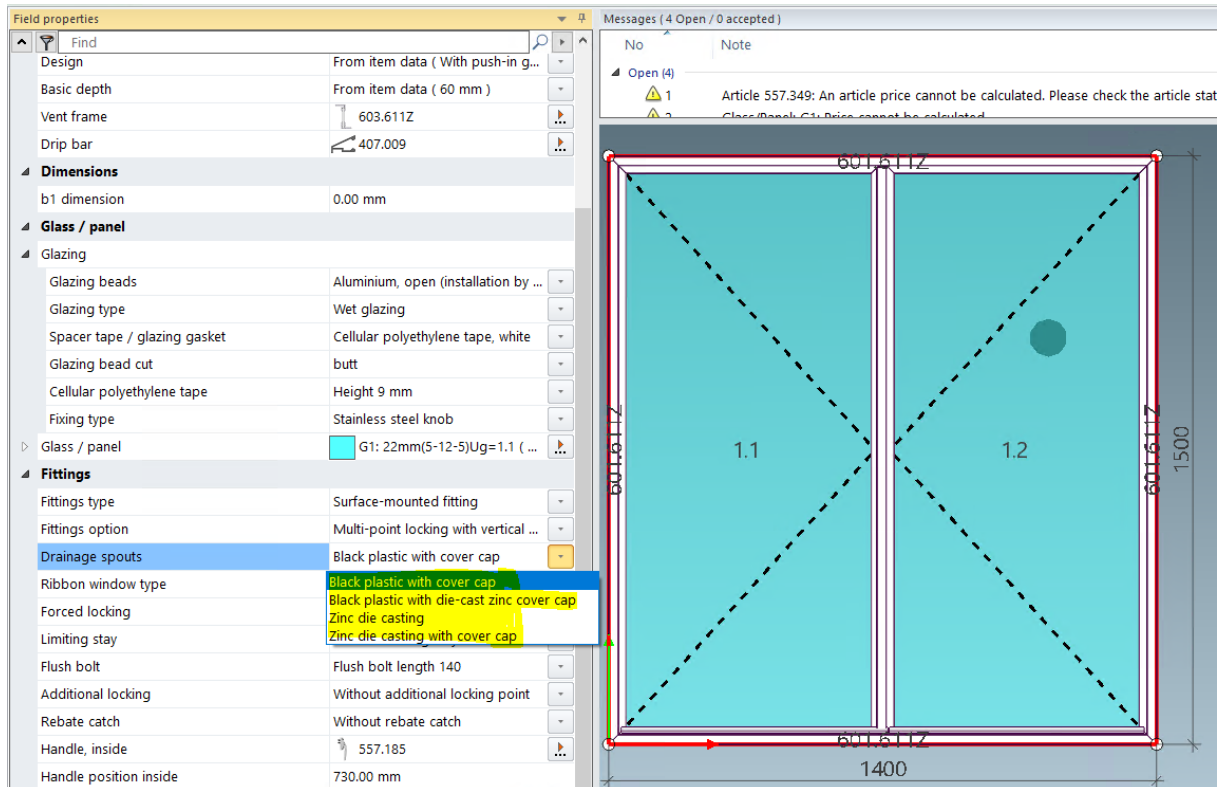 Field properties
Find
Design From item data ( With push-in g...
Basic depth From item data ( 60 mm )
Vent frame 603.611Z
Drip bar 407.009
Dimensions
b1 dimension 0.00 mm
Glass / panel
Glazing
Glazing beads Aluminium, open (installation by ...
Glazing type Wet glazing
Spacer tape / glazing gasket Cellular polyethylene tape, white
Glazing bead cut butt
Cellular polyethylene tape Height 9 mm
Fixing type Stainless steel knob
Glass / panel G1: 22mm(5-12-5)Ug=1.1 ( ...
Fittings
Fittings type Surface-mounted fitting
Fittings option Multi-point locking with vertical ...
Drainage spouts Black plastic with cover cap
Ribbon window type
Black plastic with cover cap
Black plastic with die-cast zinc cover cap
Forced locking
Zinc die casting
Limiting stay
Zinc die casting with cover cap
Flush bolt Flush bolt length 140
Additional locking Without additional locking point
Rebate catch Without rebate catch
Handle, inside 557.185
Handle position inside 730.00 mm
Messages ( 4 Open / 0 accepted )
No Note
Open (4)
1 Article 557.349: An article price cannot be calculated. Please check the article stat
2 Glass/Panel: G1: Price cannot be calculated
601.611Z
601.611Z
1.1
1.2
601.611Z
1500
601.611Z
1400